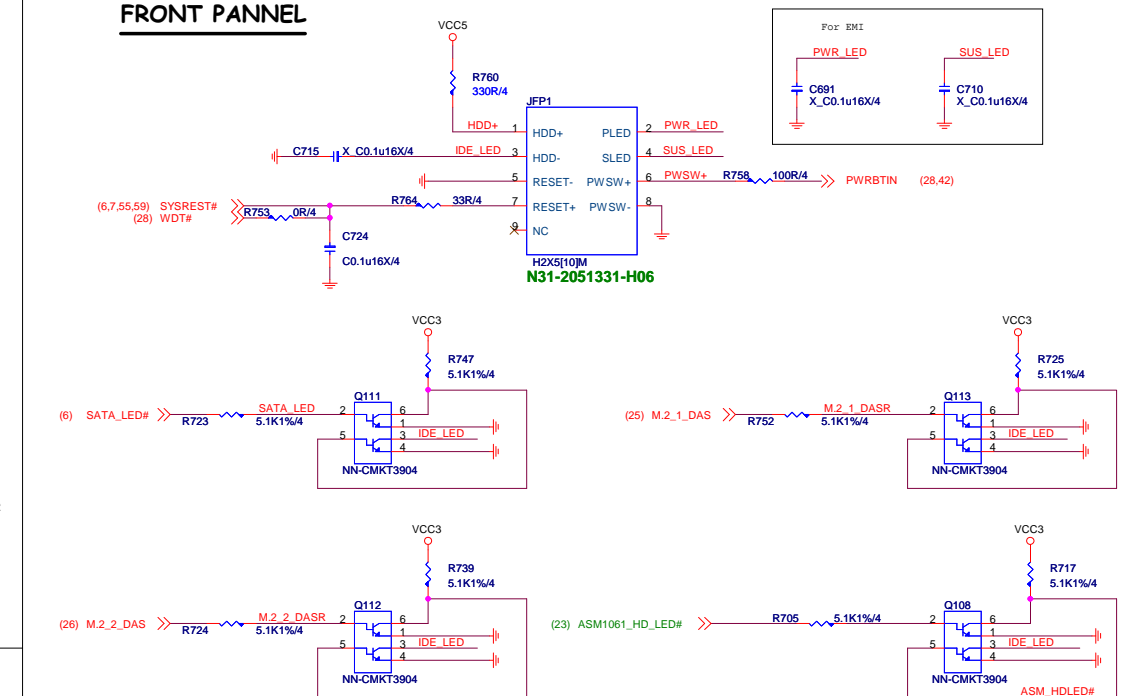 FRONT PANNEL
VCC5
R760
330R/4
For EMI
PWR_LED
SUS_LED
C691
X_C0.1u16X/4
C710
X_C0.1u16X/4
JFP1
HDD+ 1 HDD+ PLED 2 PWR_LED
C715 X_C0.1u16X/4 IDE_LED 3 HDD- SLED 4 SUS_LED
5 RESET- PWSW+ 6 PWSW+ R758 100R/4 PWRBTIN (28,42)
(6,7,55,59) SYSREST# R764 33R/4 7 RESET+ PWSW- 8
(28) WDT# R753 0R/4
9 NC
C724
C0.1u16X/4
H2X5[10]M
N31-2051331-H06
VCC3
R747
5.1K1%/4
Q111
(6) SATA_LED# R723 SATA_LED 5.1K1%/4 2 6
1
5 3 IDE_LED
4
NN-CMKT3904
VCC3
R725
5.1K1%/4
Q113
(25) M.2_1_DAS R752 M.2_1_DASR 5.1K1%/4 2 6
1
5 3 IDE_LED
4
NN-CMKT3904
VCC3
R739
5.1K1%/4
Q112
(26) M.2_2_DAS R724 M.2_2_DASR 5.1K1%/4 2 6
1
5 3 IDE_LED
4
NN-CMKT3904
VCC3
R717
5.1K1%/4
Q108
(23) ASM1061_HD_LED# R705 5.1K1%/4 2 6
1
5 3 IDE_LED
4
NN-CMKT3904
ASM_HDLED#